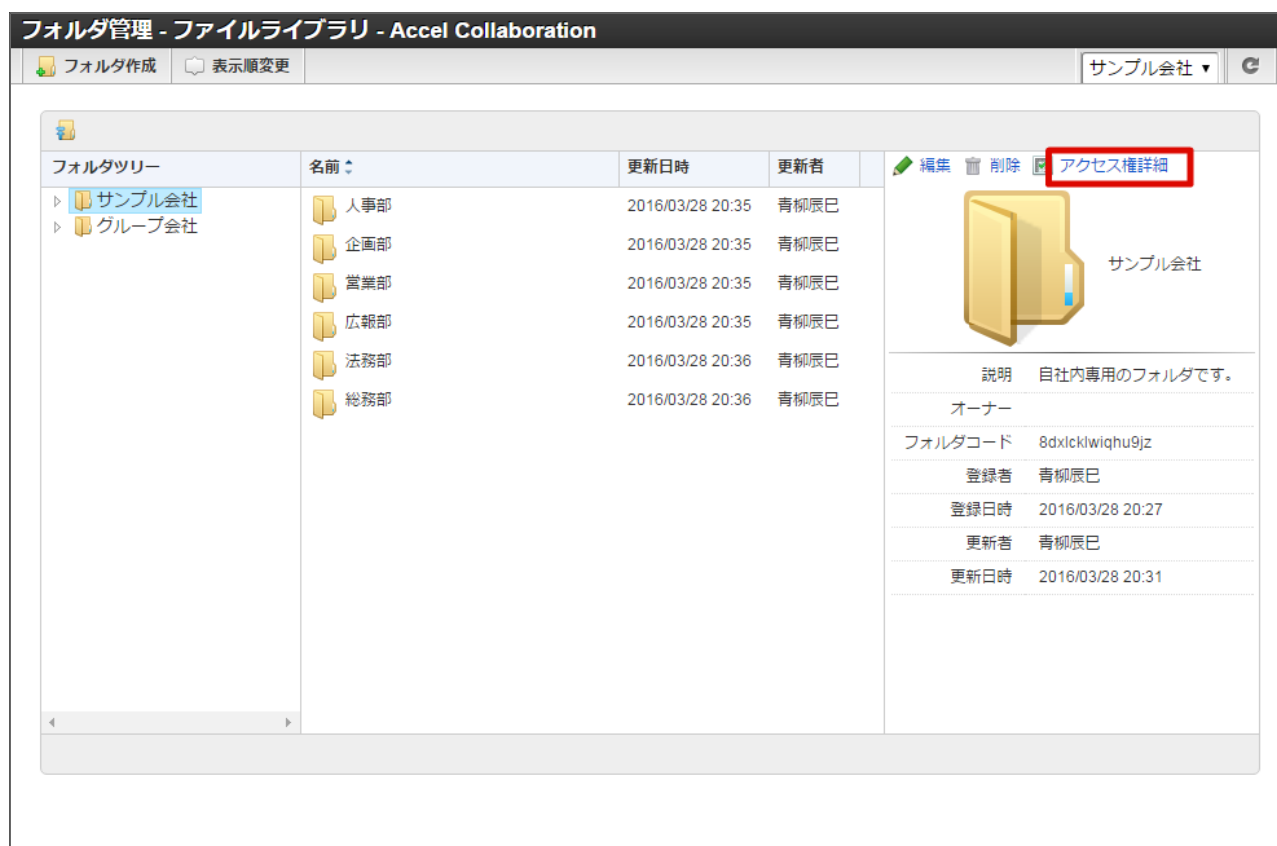 フォルダ管理 - ファイルライブラリ - Accel Collaboration
フォルダ作成 表示順変更 サンプル会社
フォルダツリー 名前 更新日時 更新者 編集 削除 アクセス権詳細
サンプル会社
グループ会社
人事部 2016/03/28 20:35 青柳辰巳
企画部 2016/03/28 20:35 青柳辰巳
営業部 2016/03/28 20:35 青柳辰巳
広報部 2016/03/28 20:35 青柳辰巳
法務部 2016/03/28 20:36 青柳辰巳
総務部 2016/03/28 20:36 青柳辰巳
サンプル会社
説明 自社内専用のフォルダです。
オーナー
フォルダコード 8dxlcklwiqhu9jz
登録者 青柳辰巳
登録日時 2016/03/28 20:27
更新者 青柳辰巳
更新日時 2016/03/28 20:31